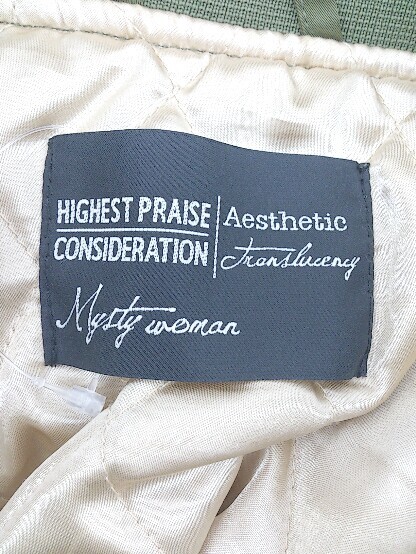 HIGHEST PRAISE
CONSIDERATION
Aesthetic
Translucency
Mysty woman